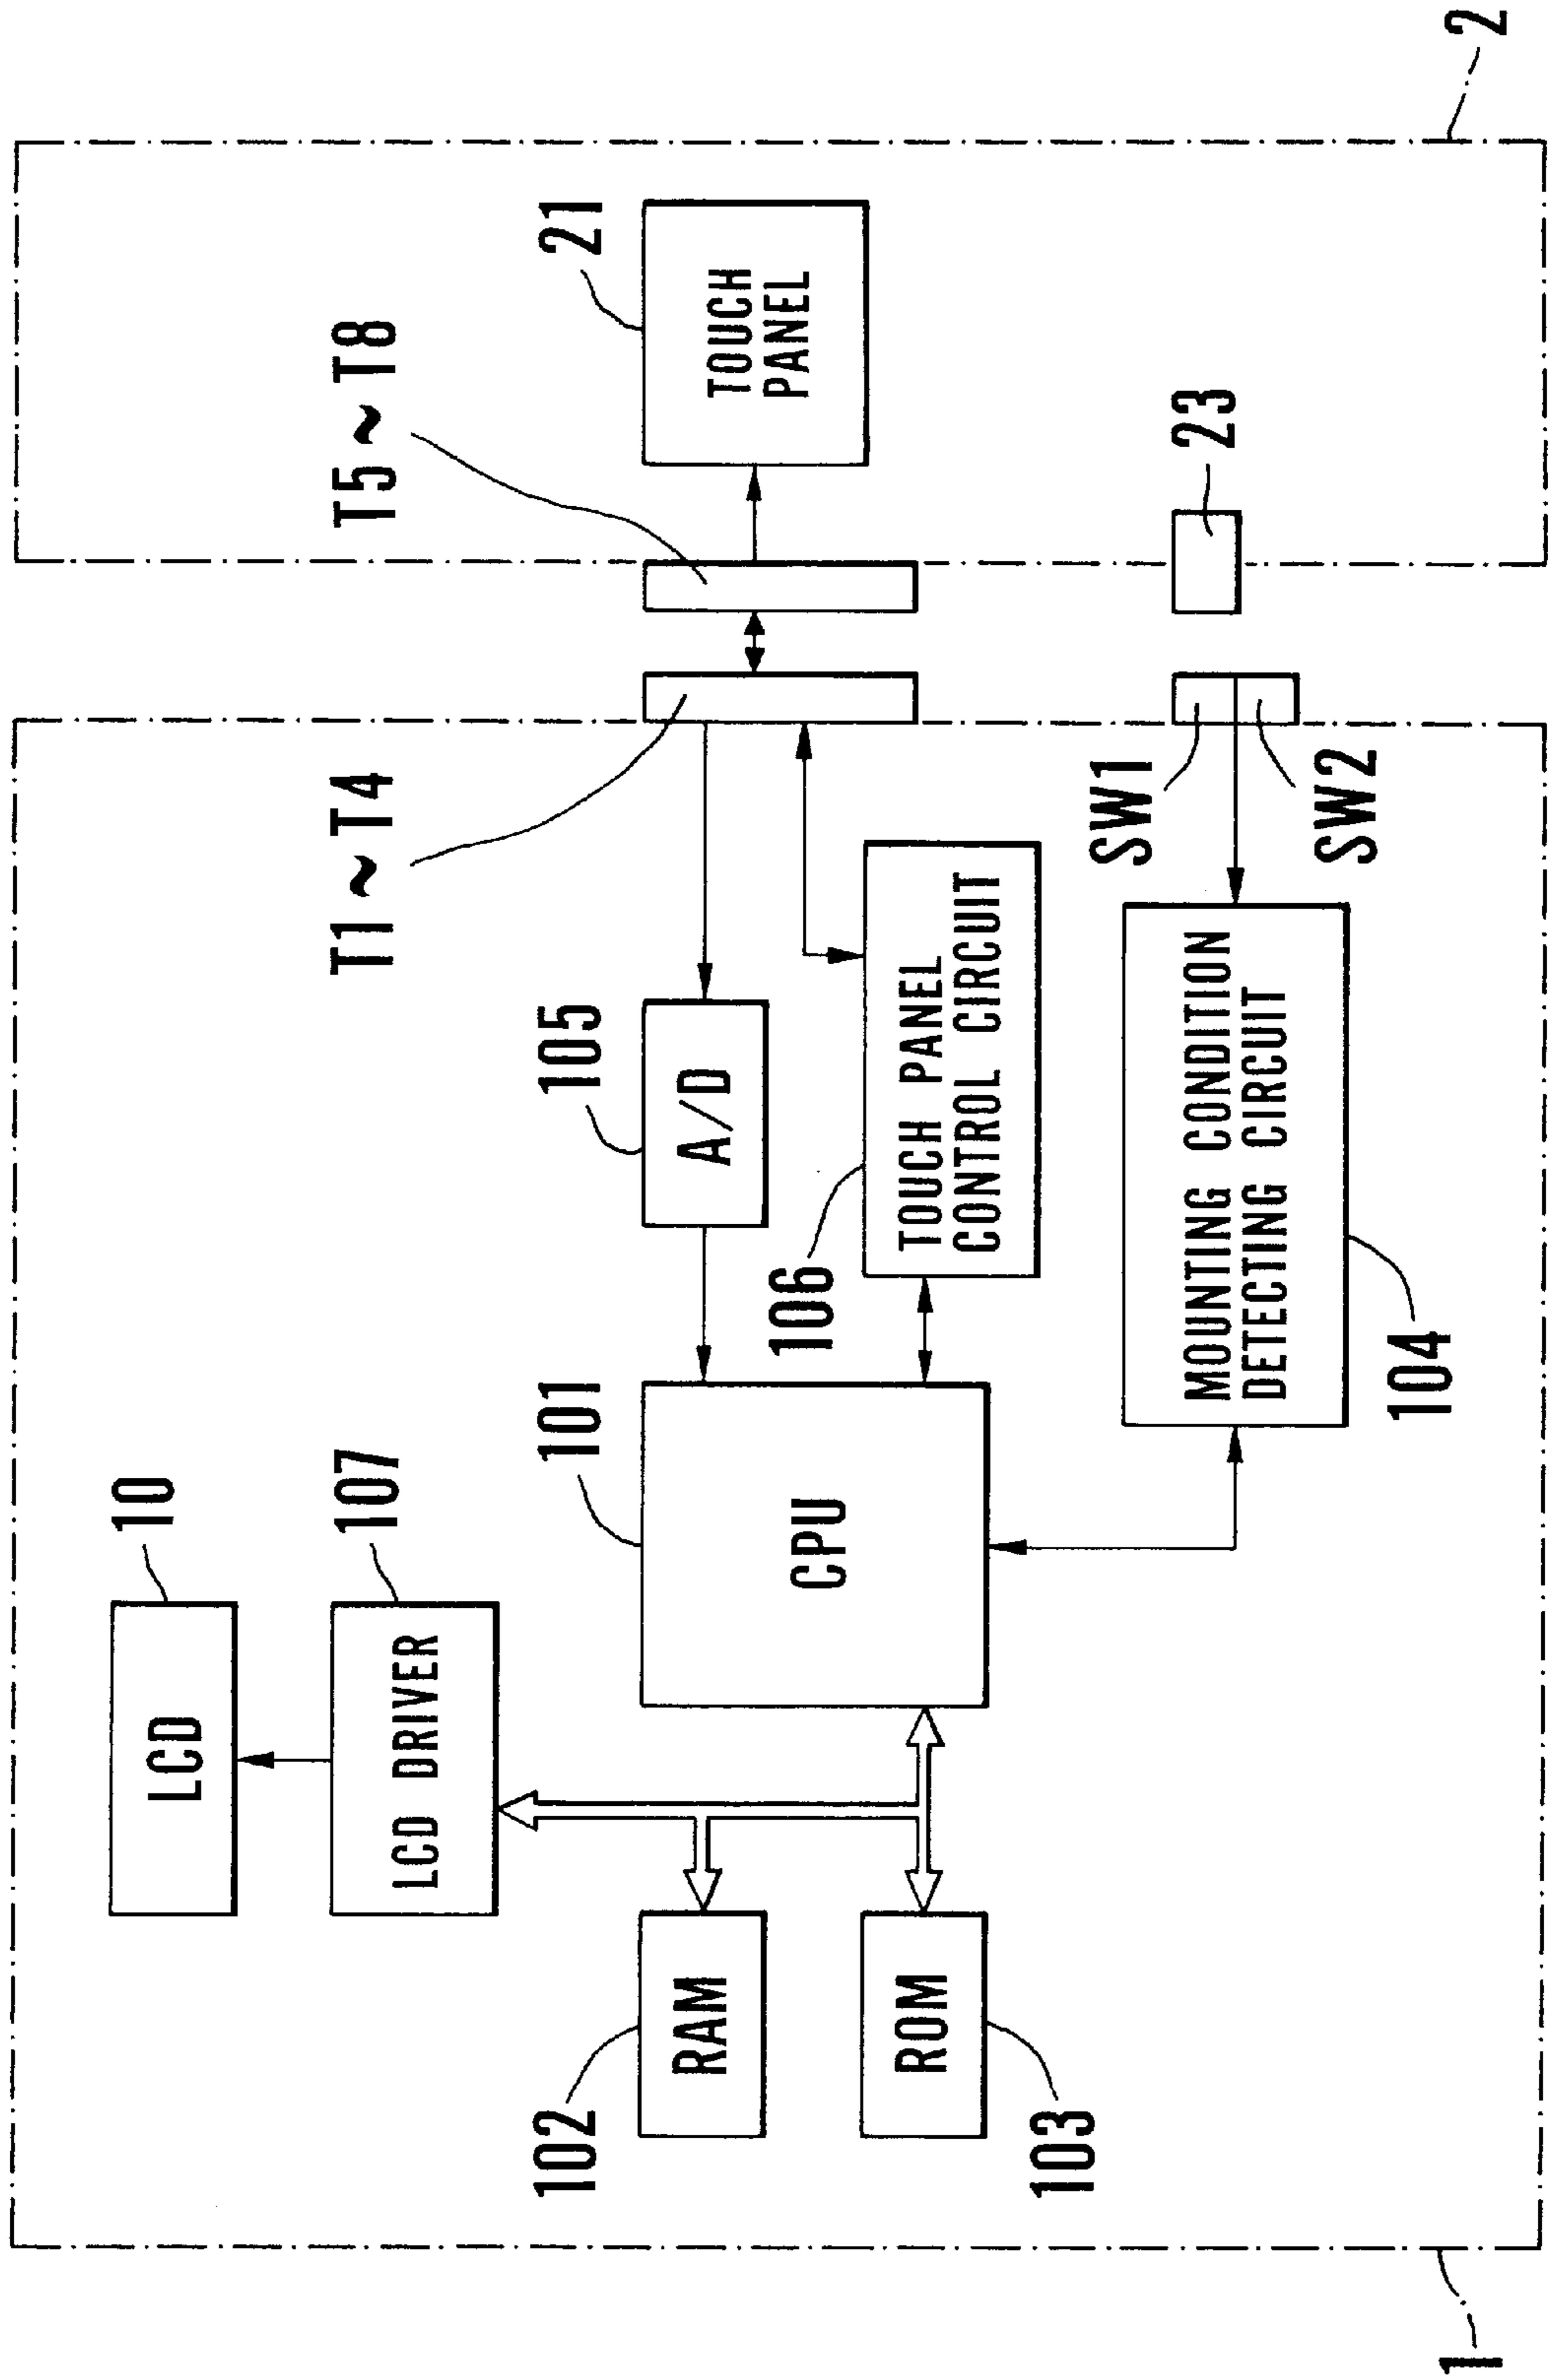 10
LCD
107
LCD DRIVER
102
RAM
103
ROM
101
CPU
105
A/D
106
TOUCH PANEL
CONTROL CIRCUIT
104
MOUNTING CONDITION
DETECTING CIRCUIT
T1~T4
T5~T8
SW1
SW2
21
TOUCH
PANEL
23
1
2